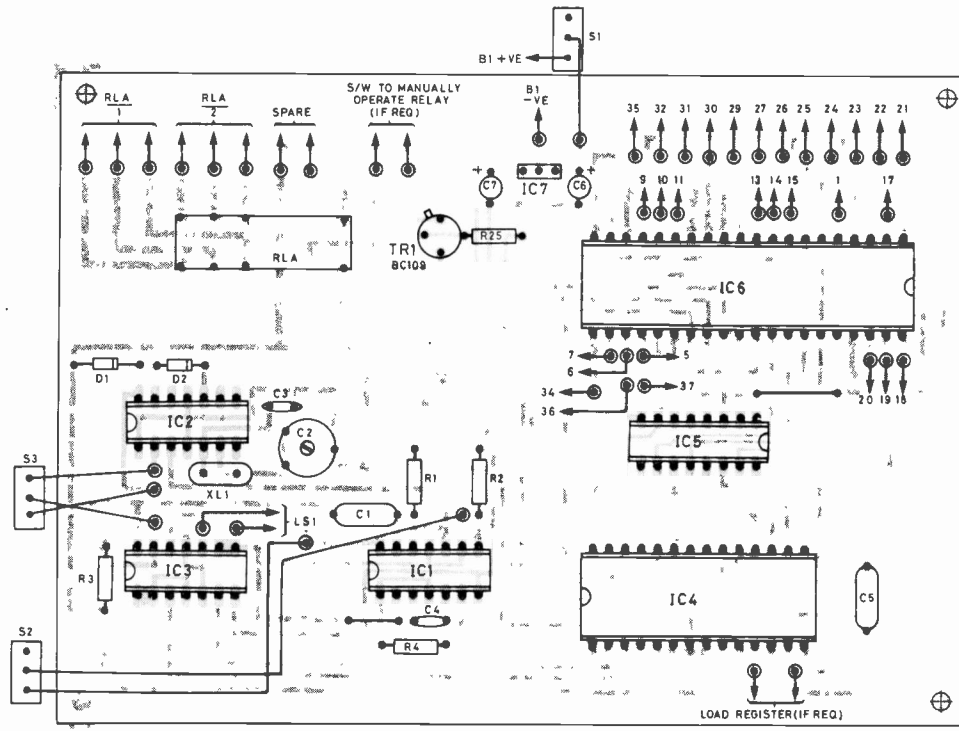 S1
B1 +VE
S/W TO MANUALLY
OPERATE RELAY
(IF REQ)
B1
-VE
RLA
1
RLA
2
SPARE
35 32 31 30 29 27 26 25 24 23 22 21
+ C7
IC7
C6 +
9 10 11 13 14 15 1 17
TR1
BC109
R25
RLA
IC6
7 5
6
34 37
36
20 19 18
D1 D2
C3
IC2
C2
IC5
S3
XL1
R1
R2
LS1
C1
R3
IC3
IC1
IC4
C5
C4
S2
R4
LOAD REGISTER(IF REQ)